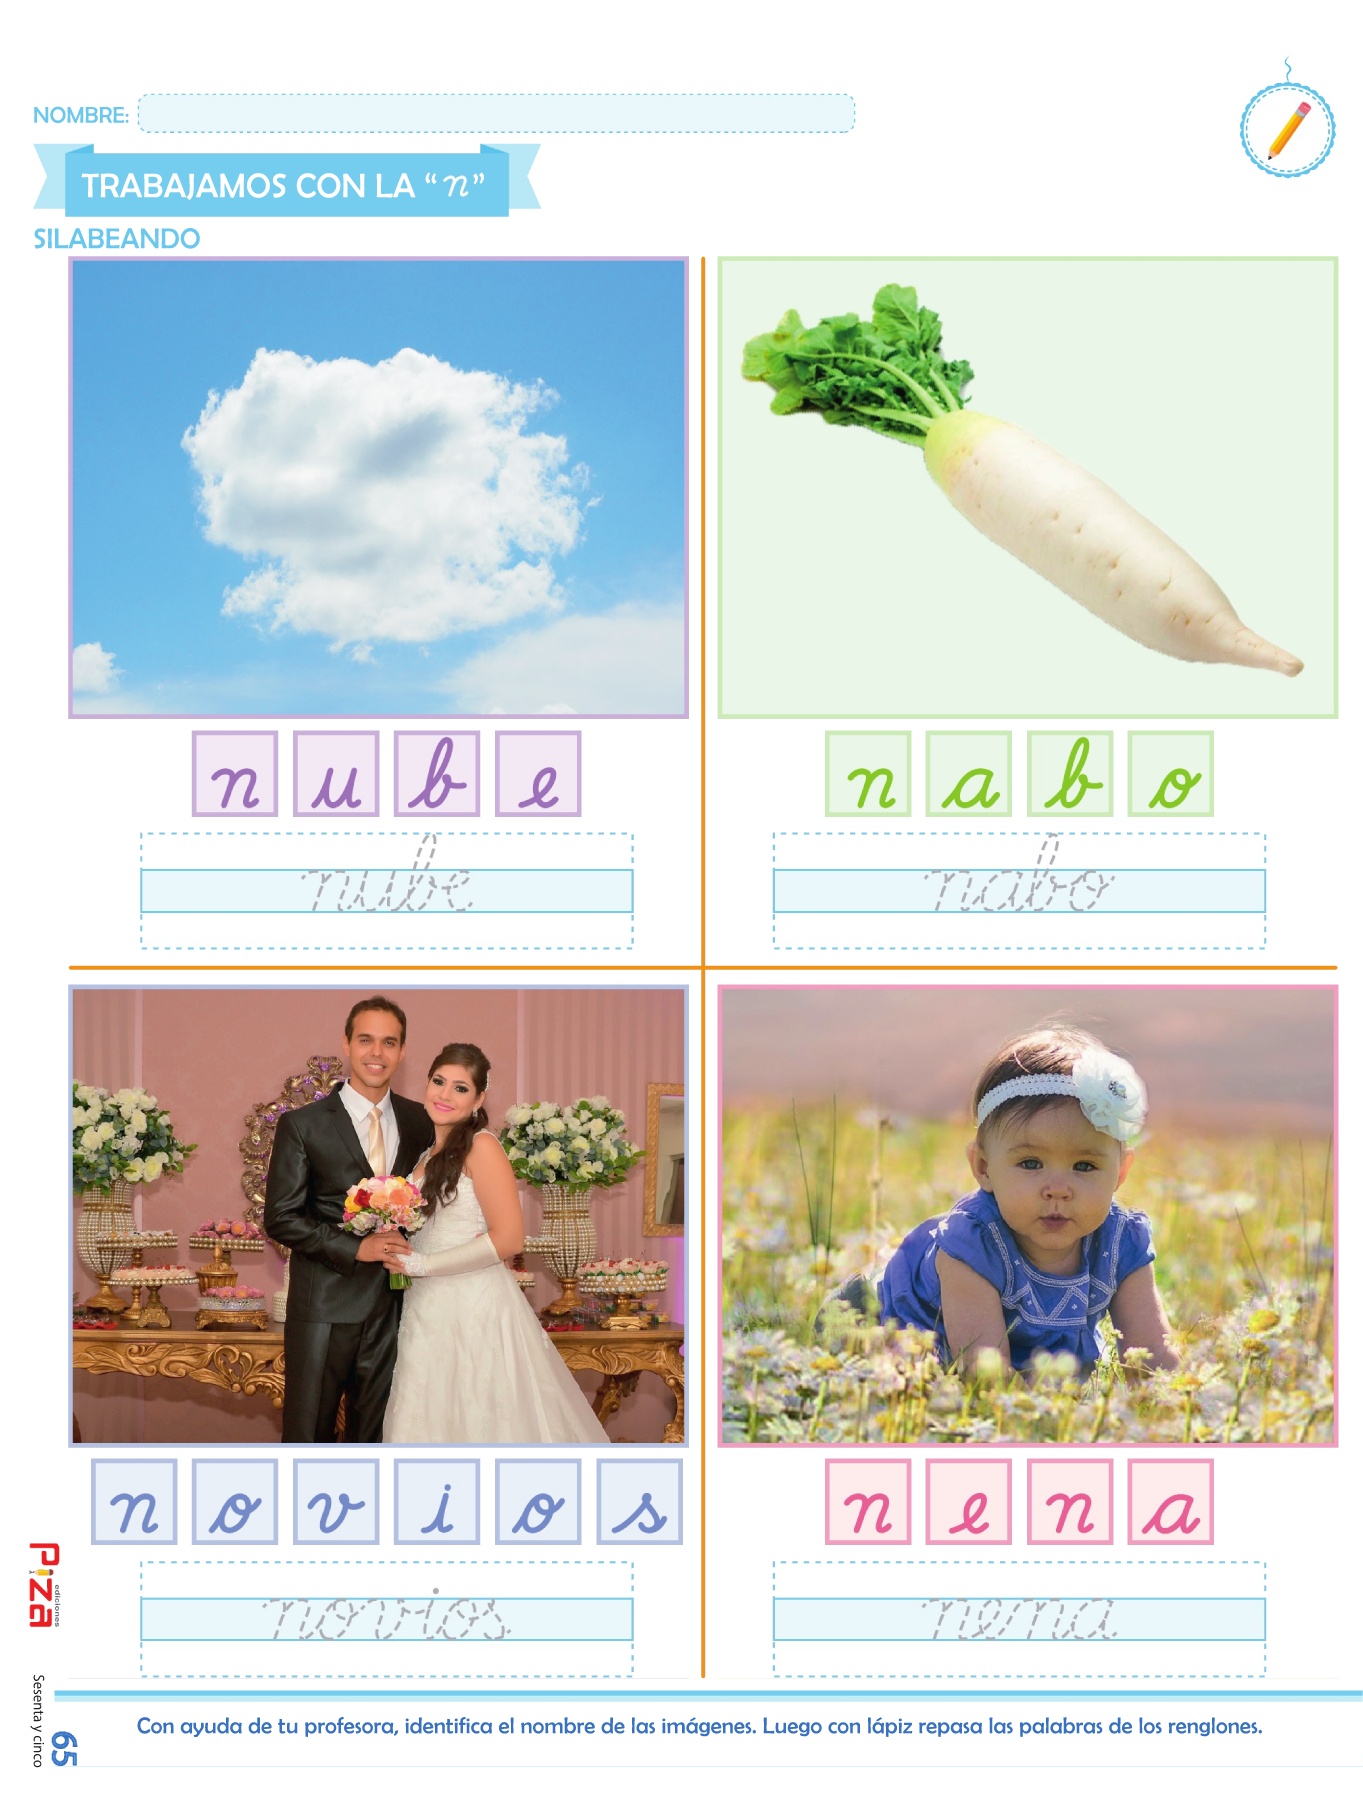 NOMBRE:
TRABAJAMOS CON LA “n”
SILABEANDO
n u b e
nube
n a b o
nabo
n o v i o s
novios
n e n a
nena
Piza
ediciones
Sesenta y cinco
65
Con ayuda de tu profesora, identifica el nombre de las imágenes. Luego con lápiz repasa las palabras de los renglones.